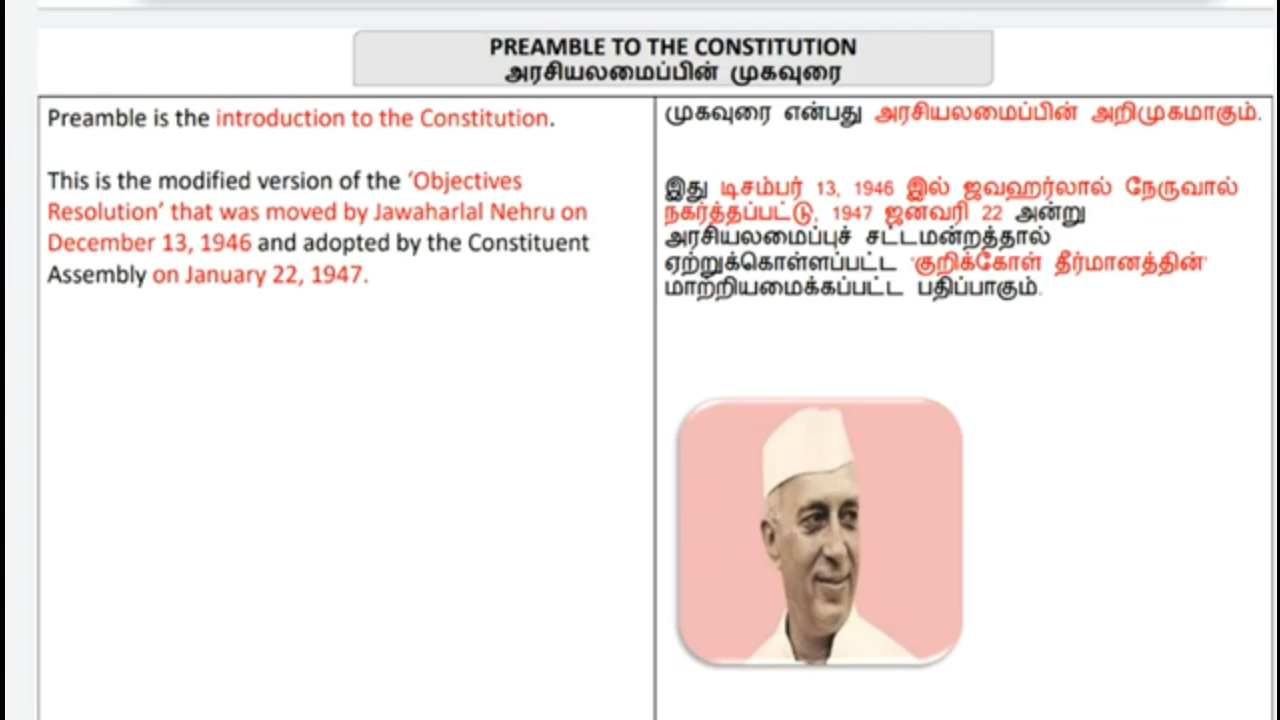 PREAMBLE TO THE CONSTITUTION
அரசியலமைப்பின் முகவுரை
Preamble is the introduction to the Constitution.
This is the modified version of the ‘Objectives
Resolution’ that was moved by Jawaharlal Nehru on
December 13, 1946 and adopted by the Constituent
Assembly on January 22, 1947.
முகவுரை என்பது அரசியலமைப்பின் அறிமுகமாகும்.
இது டிசம்பர் 13, 1946 இல் ஜவஹர்லால் நேருவால்
நகர்த்தப்பட்டு, 1947 ஜனவரி 22 அன்று
அரசியலமைப்புச் சட்டமன்றத்தால்
ஏற்றுக்கொள்ளப்பட்ட 'குறிக்கோள் தீர்மானத்தின்'
மாற்றியமைக்கப்பட்ட பதிப்பாகும்.